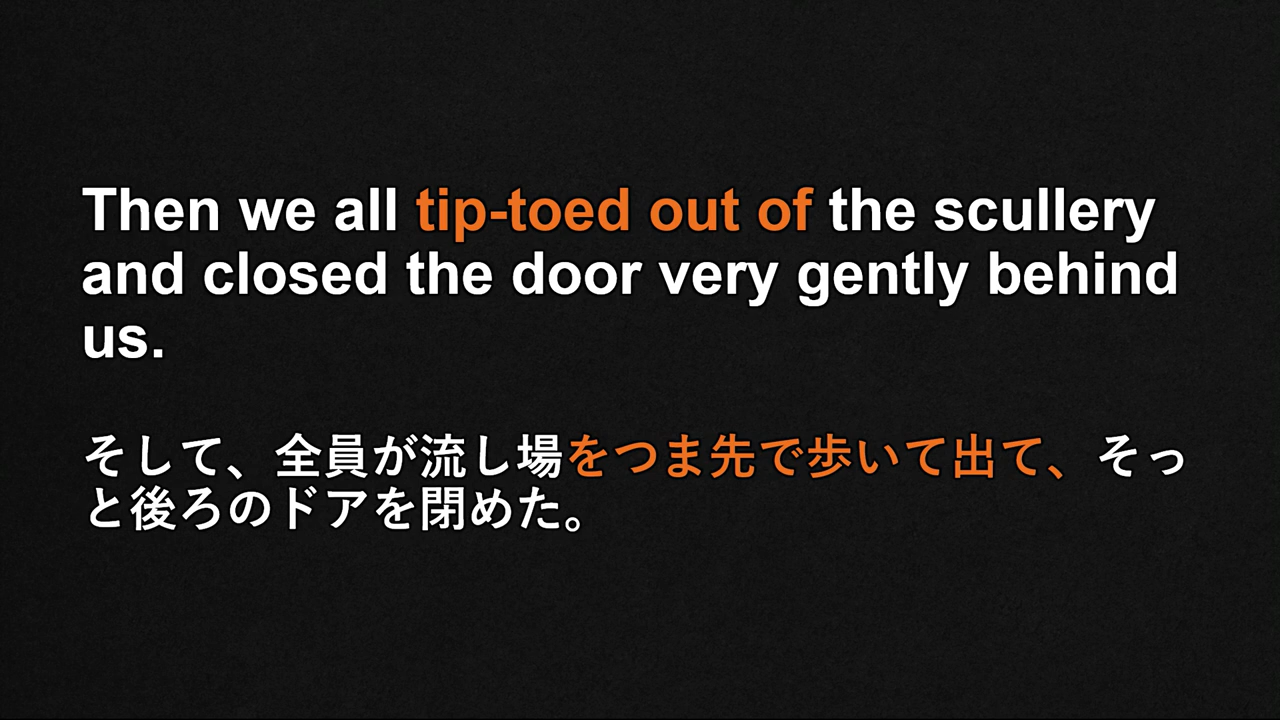 Then we all tip-toed out of the scullery
and closed the door very gently behind
us.
そして、全員が流し場をつま先で歩いて出て、そっ
と後ろのドアを閉めた。